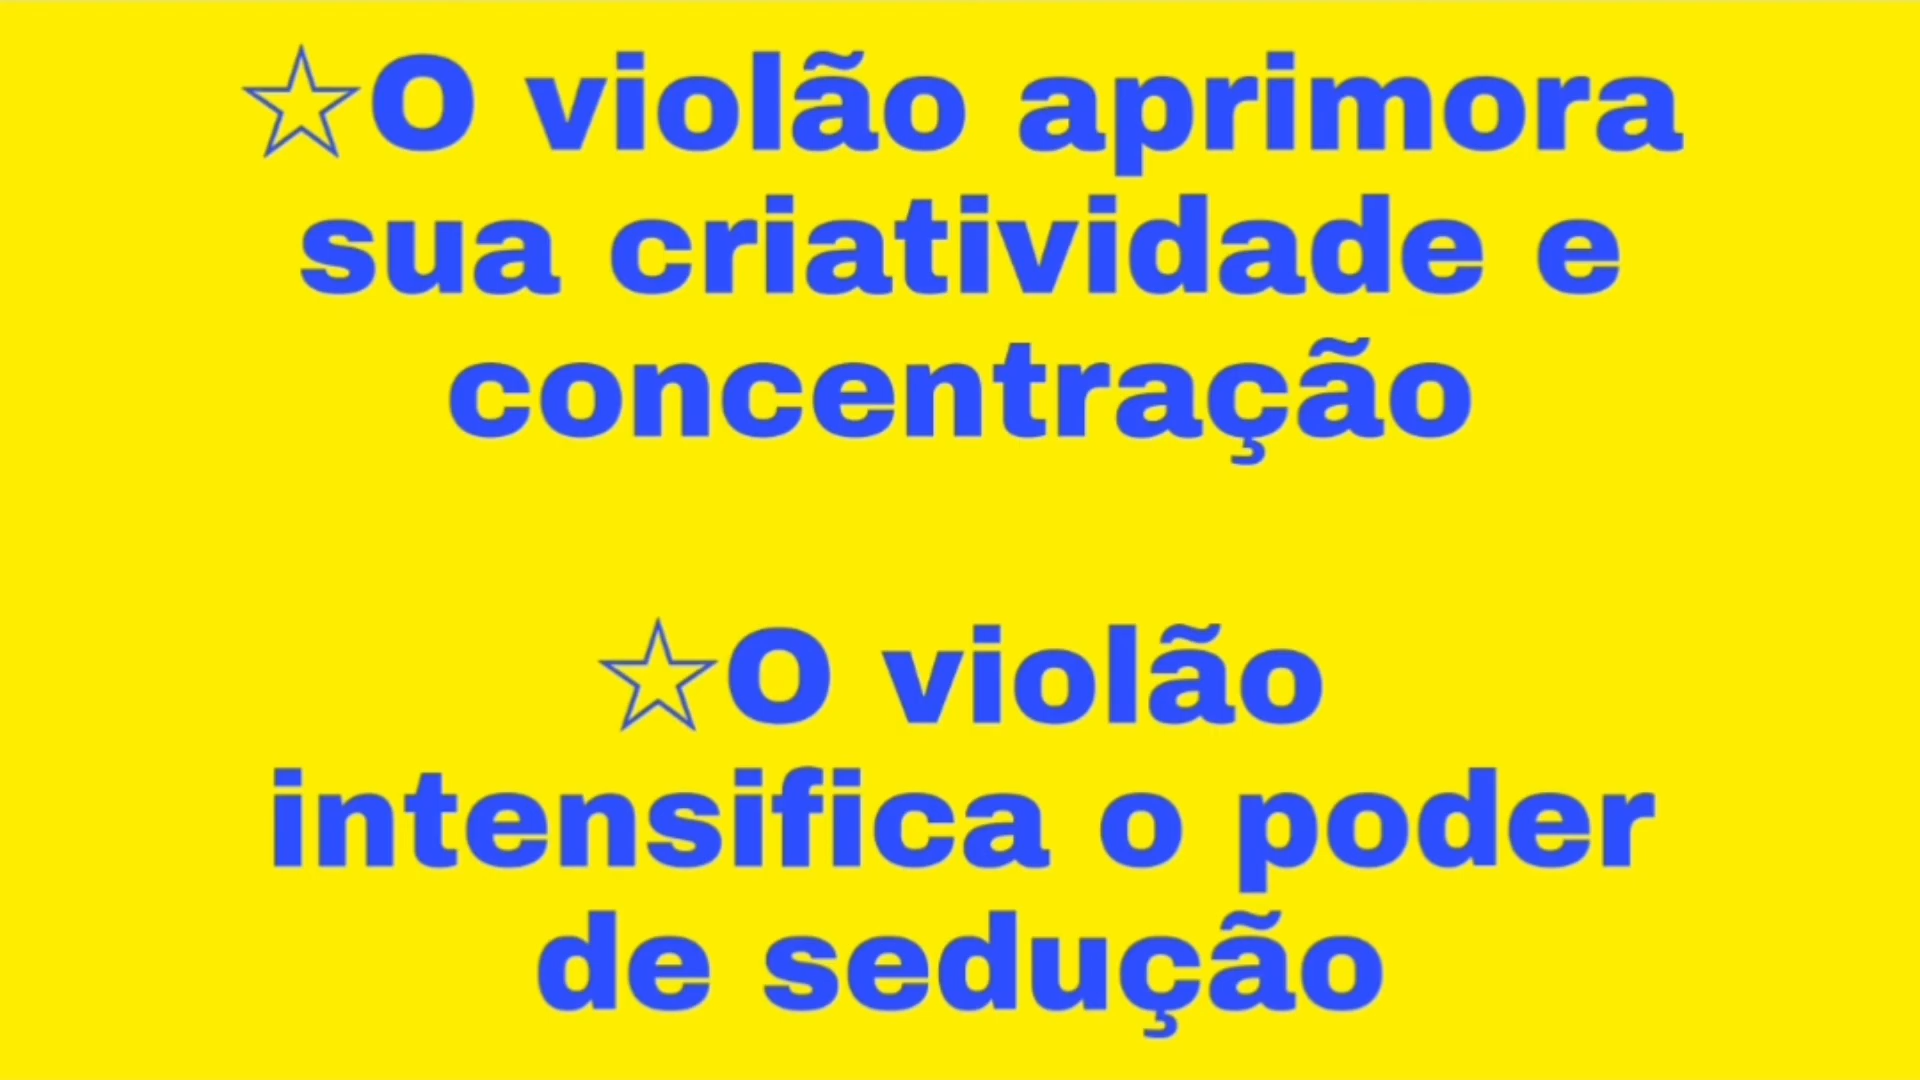 ☆O violão aprimora
sua criatividade e
concentração
☆O violão
intensifica o poder
de sedução